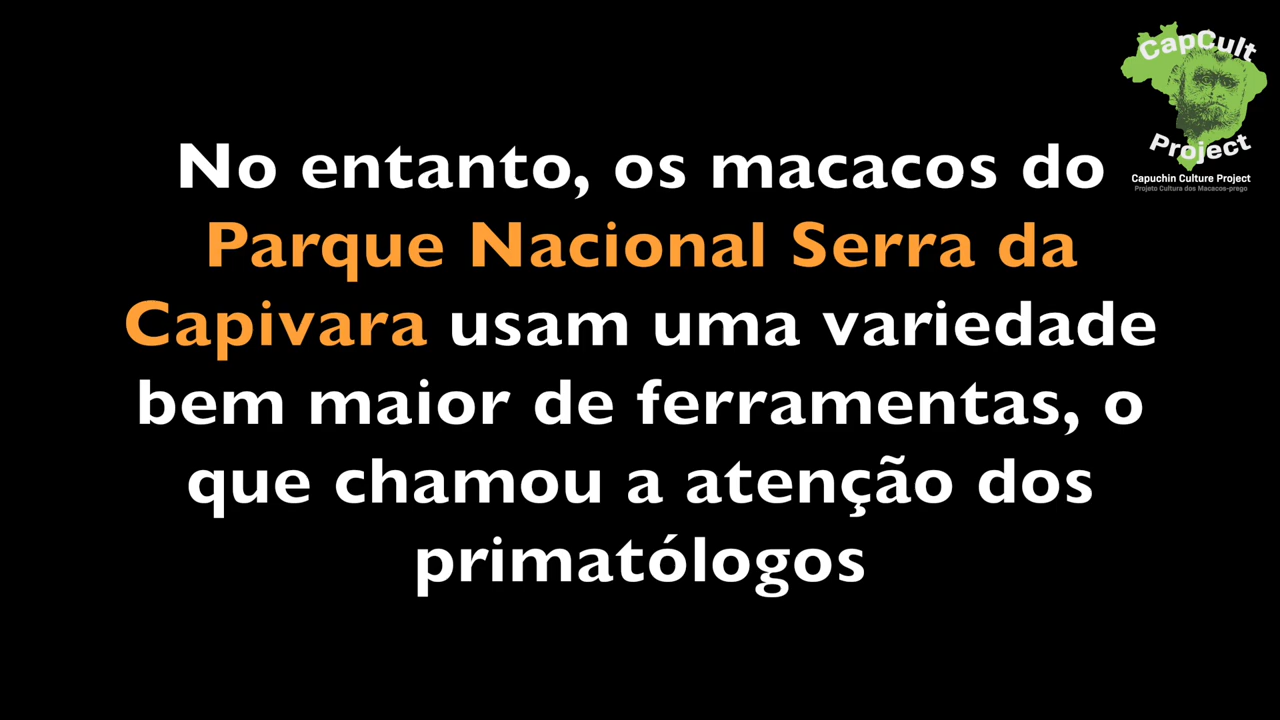 CapCult
Project
Capuchin Culture Project
Projeto Cultura dos Macacos-prego
No entanto, os macacos do
Parque Nacional Serra da
Capivara usam uma variedade
bem maior de ferramentas, o
que chamou a atenção dos
primatólogos